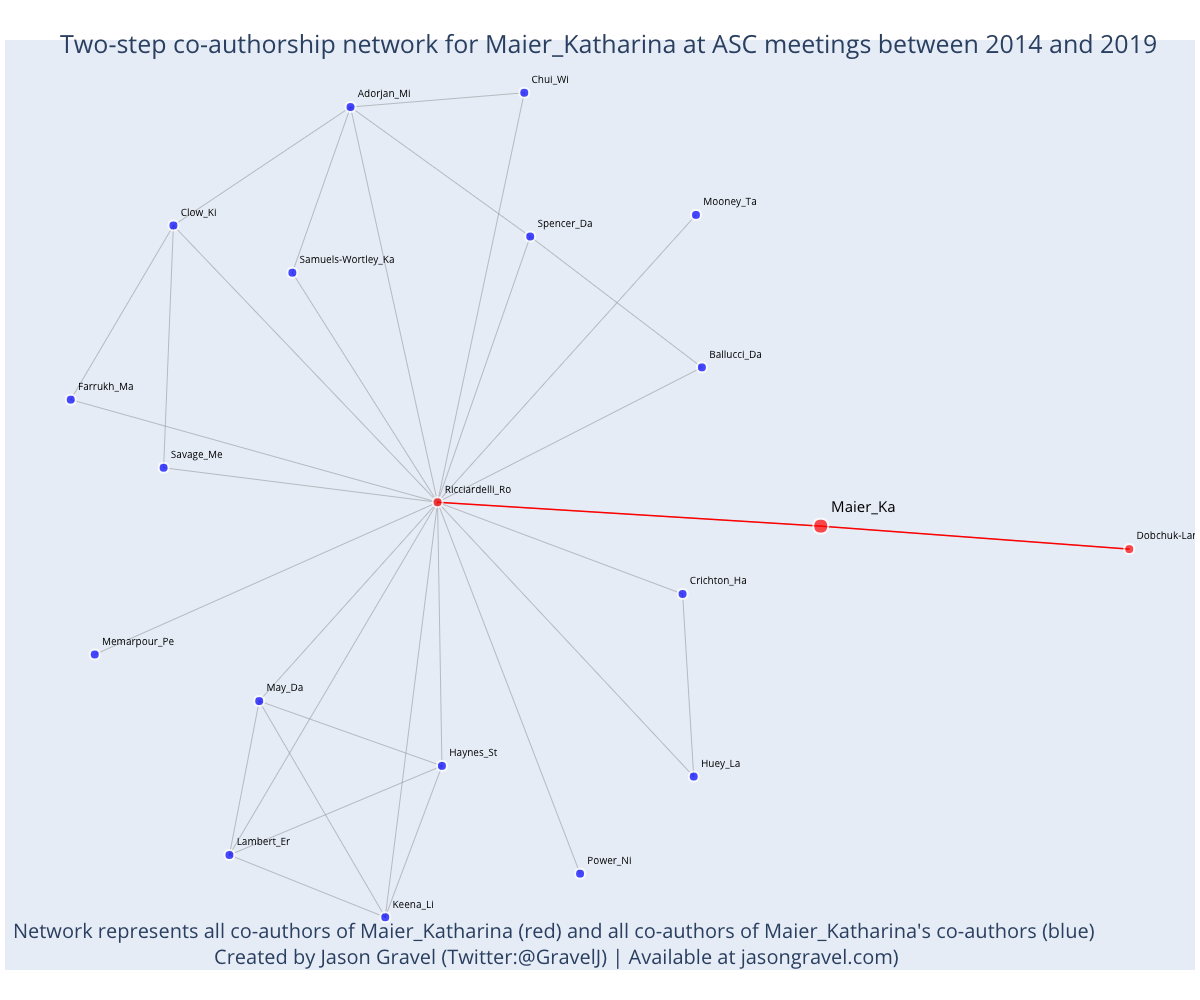 Two-step co-authorship network for Maier_Katharina at ASC meetings between 2014 and 2019
Chui_Wi
Adorjan_Mi
Mooney_Ta
Clow_Ki
Spencer_Da
Samuels-Wortley_Ka
Ballucci_Da
Farrukh_Ma
Savage_Me
Ricciardelli_Ro
Maier_Ka
Dobchuk-Lan
Crichton_Ha
Memarpour_Pe
May_Da
Haynes_St
Huey_La
Lambert_Er
Power_Ni
Keena_Li
Network represents all co-authors of Maier_Katharina (red) and all co-authors of Maier_Katharina's co-authors (blue)
Created by Jason Gravel (Twitter:@GravelJ) | Available at jasongravel.com)